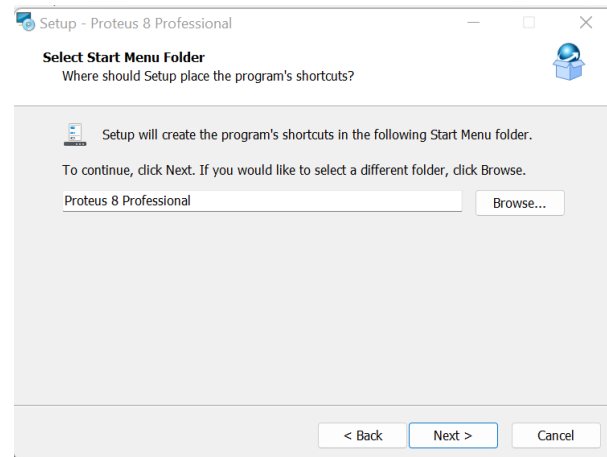 Setup - Proteus 8 Professional
Select Start Menu Folder
Where should Setup place the program's shortcuts?
Setup will create the program's shortcuts in the following Start Menu folder.
To continue, click Next. If you would like to select a different folder, click Browse.
Proteus 8 Professional
Browse...
< Back
Next >
Cancel